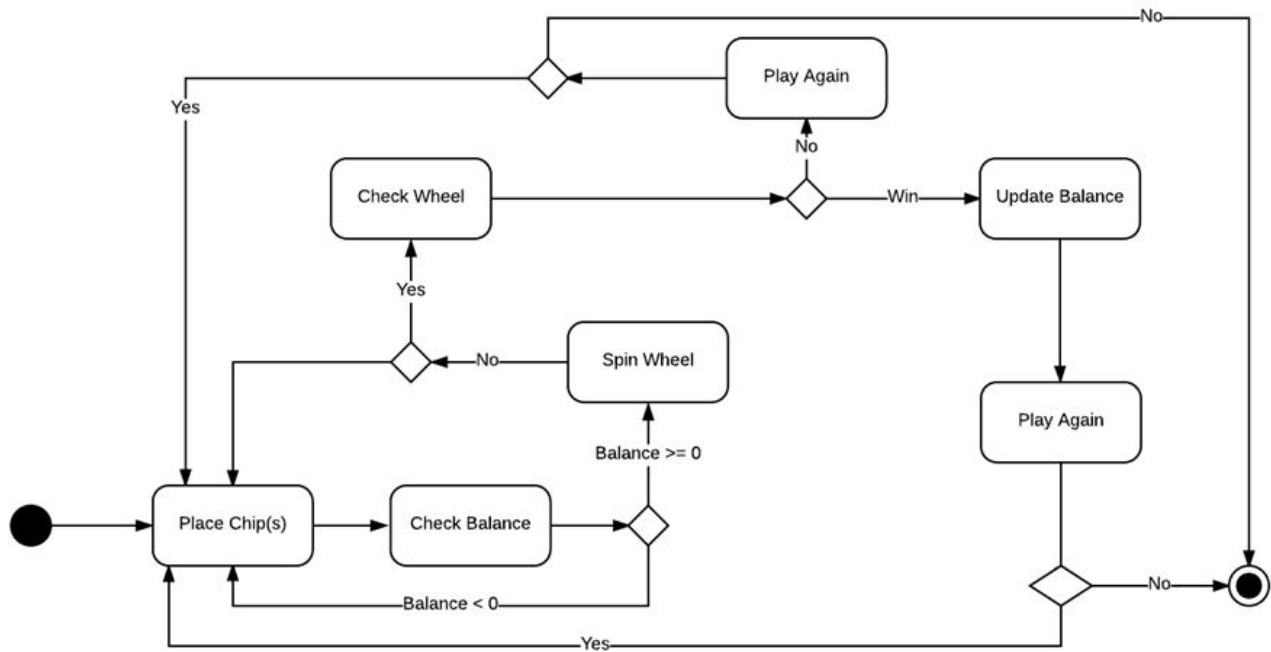 No
Play Again
Yes
No
Check Wheel
Win
Update Balance
Yes
No
Spin Wheel
Play Again
Balance >= 0
Place Chip(s)
Check Balance
No
Balance < 0
Yes